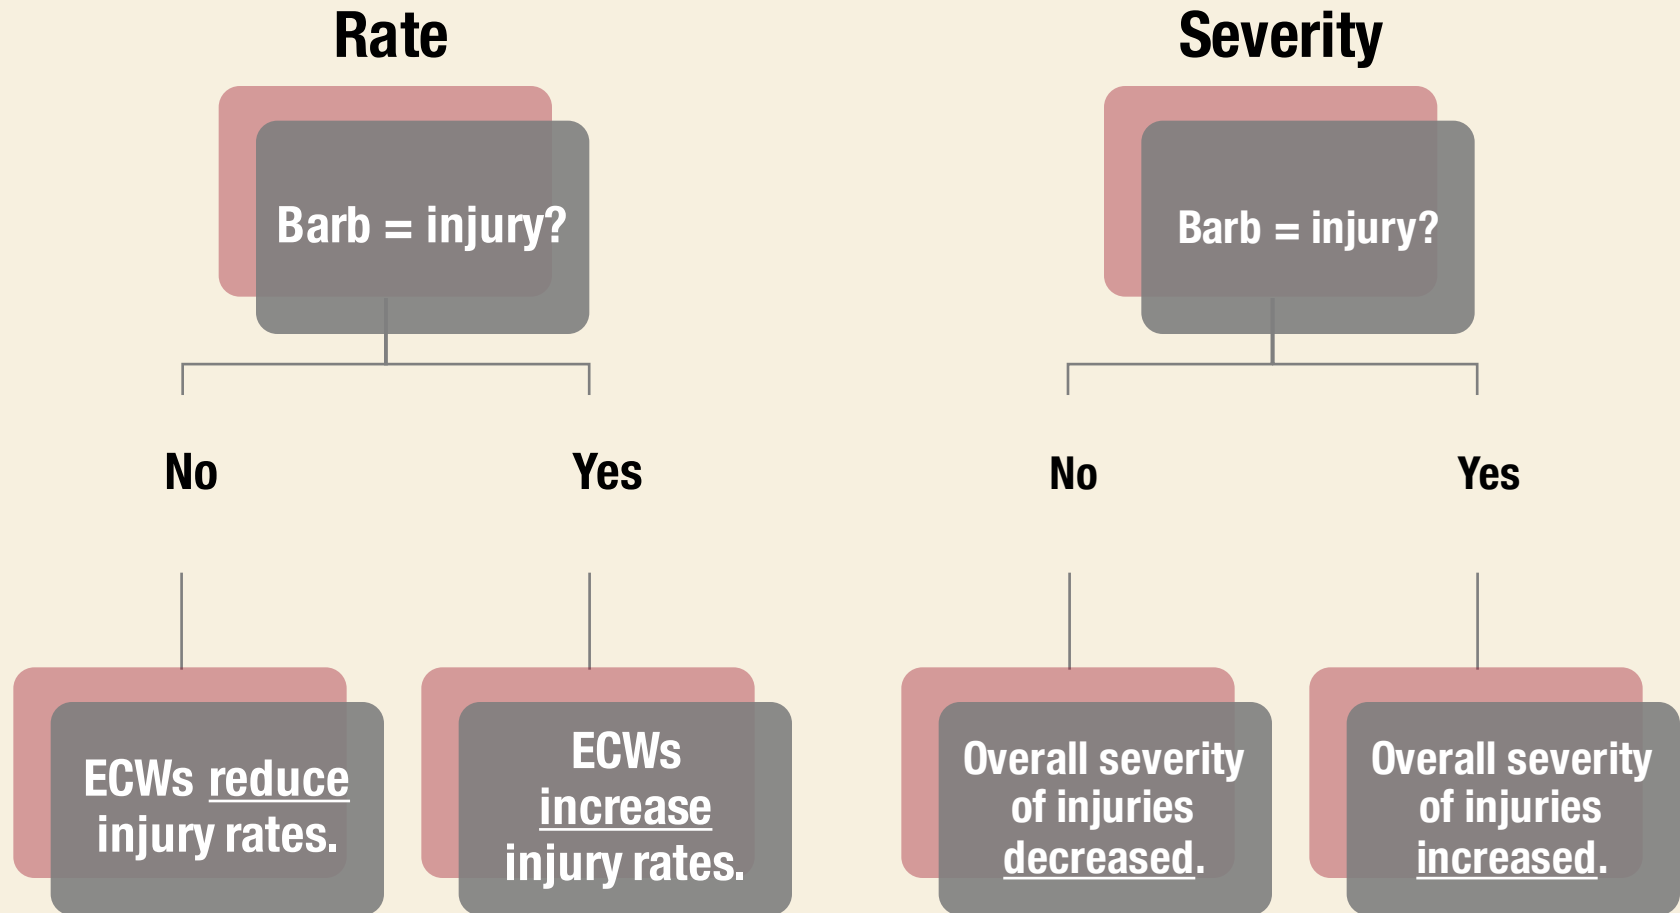 Rate
Barb = injury?
No
Yes
ECWs reduce
injury rates.
ECWs
increase
injury rates.
Severity
Barb = injury?
No
Yes
Overall severity
of injuries
decreased.
Overall severity
of injuries
increased.